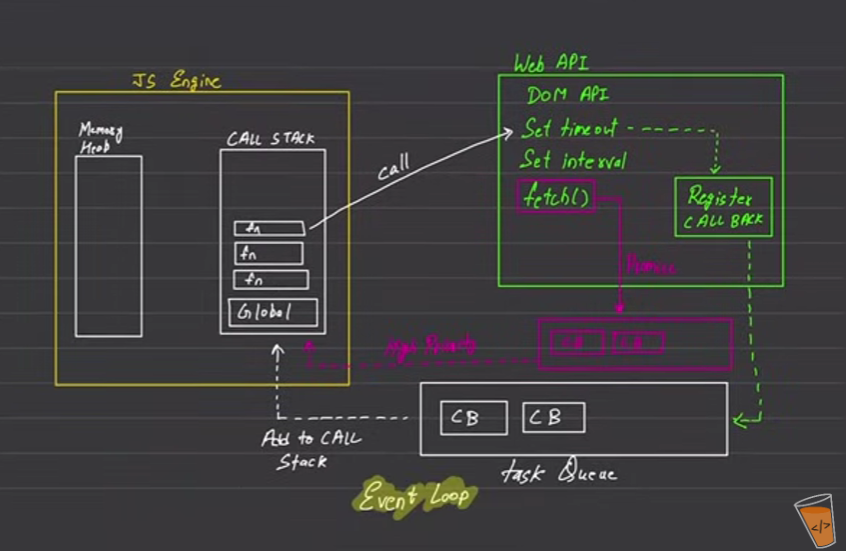 JS Engine
Memory
Heap
CALL STACK
fn
fn
fn
Global
call
Web API
DOM API
Set timeout
Set interval
fetch()
Register
CALL BACK
Promise
CB CB
High Priority
CB CB
Add to CALL
Stack
task Queue
Event Loop
</>